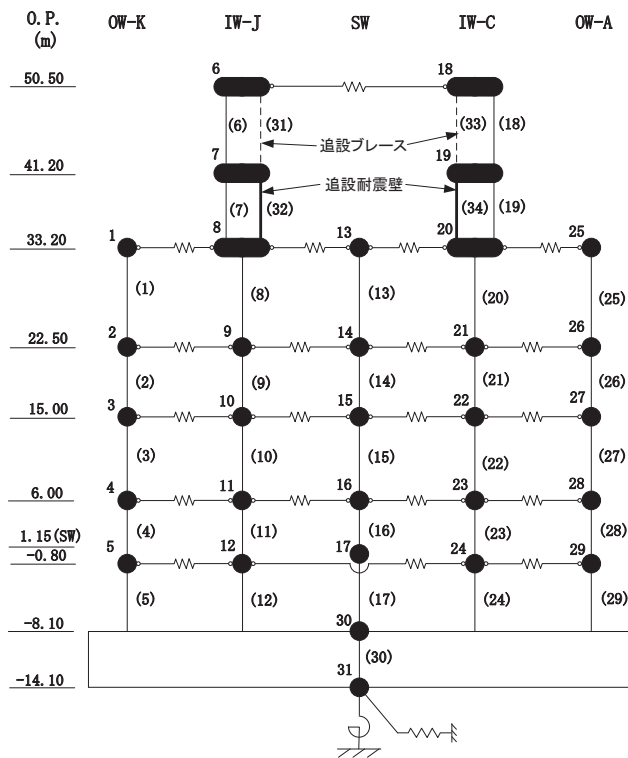 O.P. OW-K IW-J SW IW-C OW-A
(m)
50.50 6 18
(6) (31) (33) (18)
追設ブレース
41.20 7 19
追設耐震壁
(7) (32) (34) (19)
33.20 1 8 13 20 25
(1) (8) (13) (20) (25)
22.50 2 9 14 21 26
(2) (9) (14) (21) (26)
15.00 3 10 15 22 27
(3) (10) (15) (22) (27)
6.00 4 11 16 23 28
(4) (11) (16) (23) (28)
1.15(SW) 17
-0.80 5 12 24 29
(5) (12) (17) (24) (29)
-8.10 30
(30)
-14.10 31